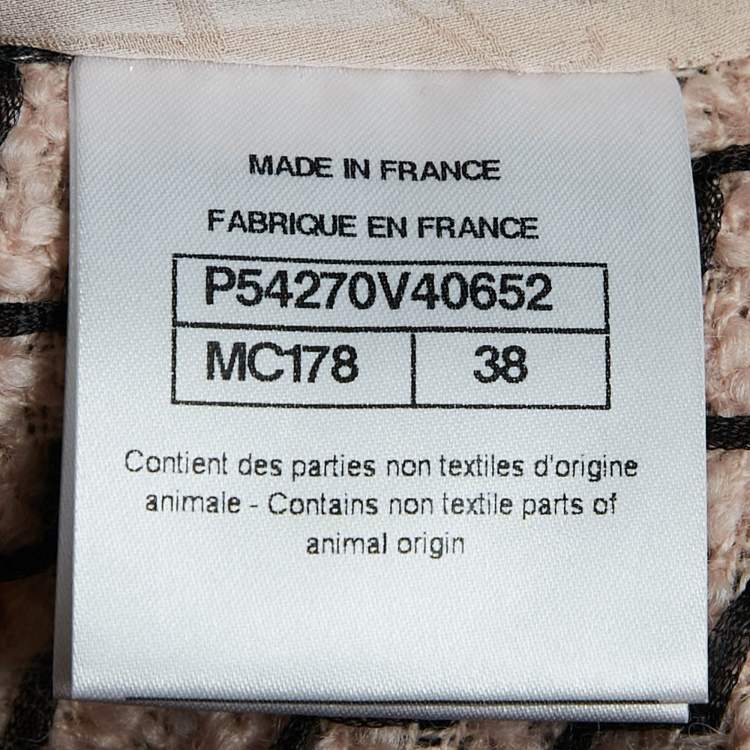 MADE IN FRANCE
FABRIQUE EN FRANCE
P54270V40652
MC178 38
Contient des parties non textiles d'origine
animale - Contains non textile parts of
animal origin